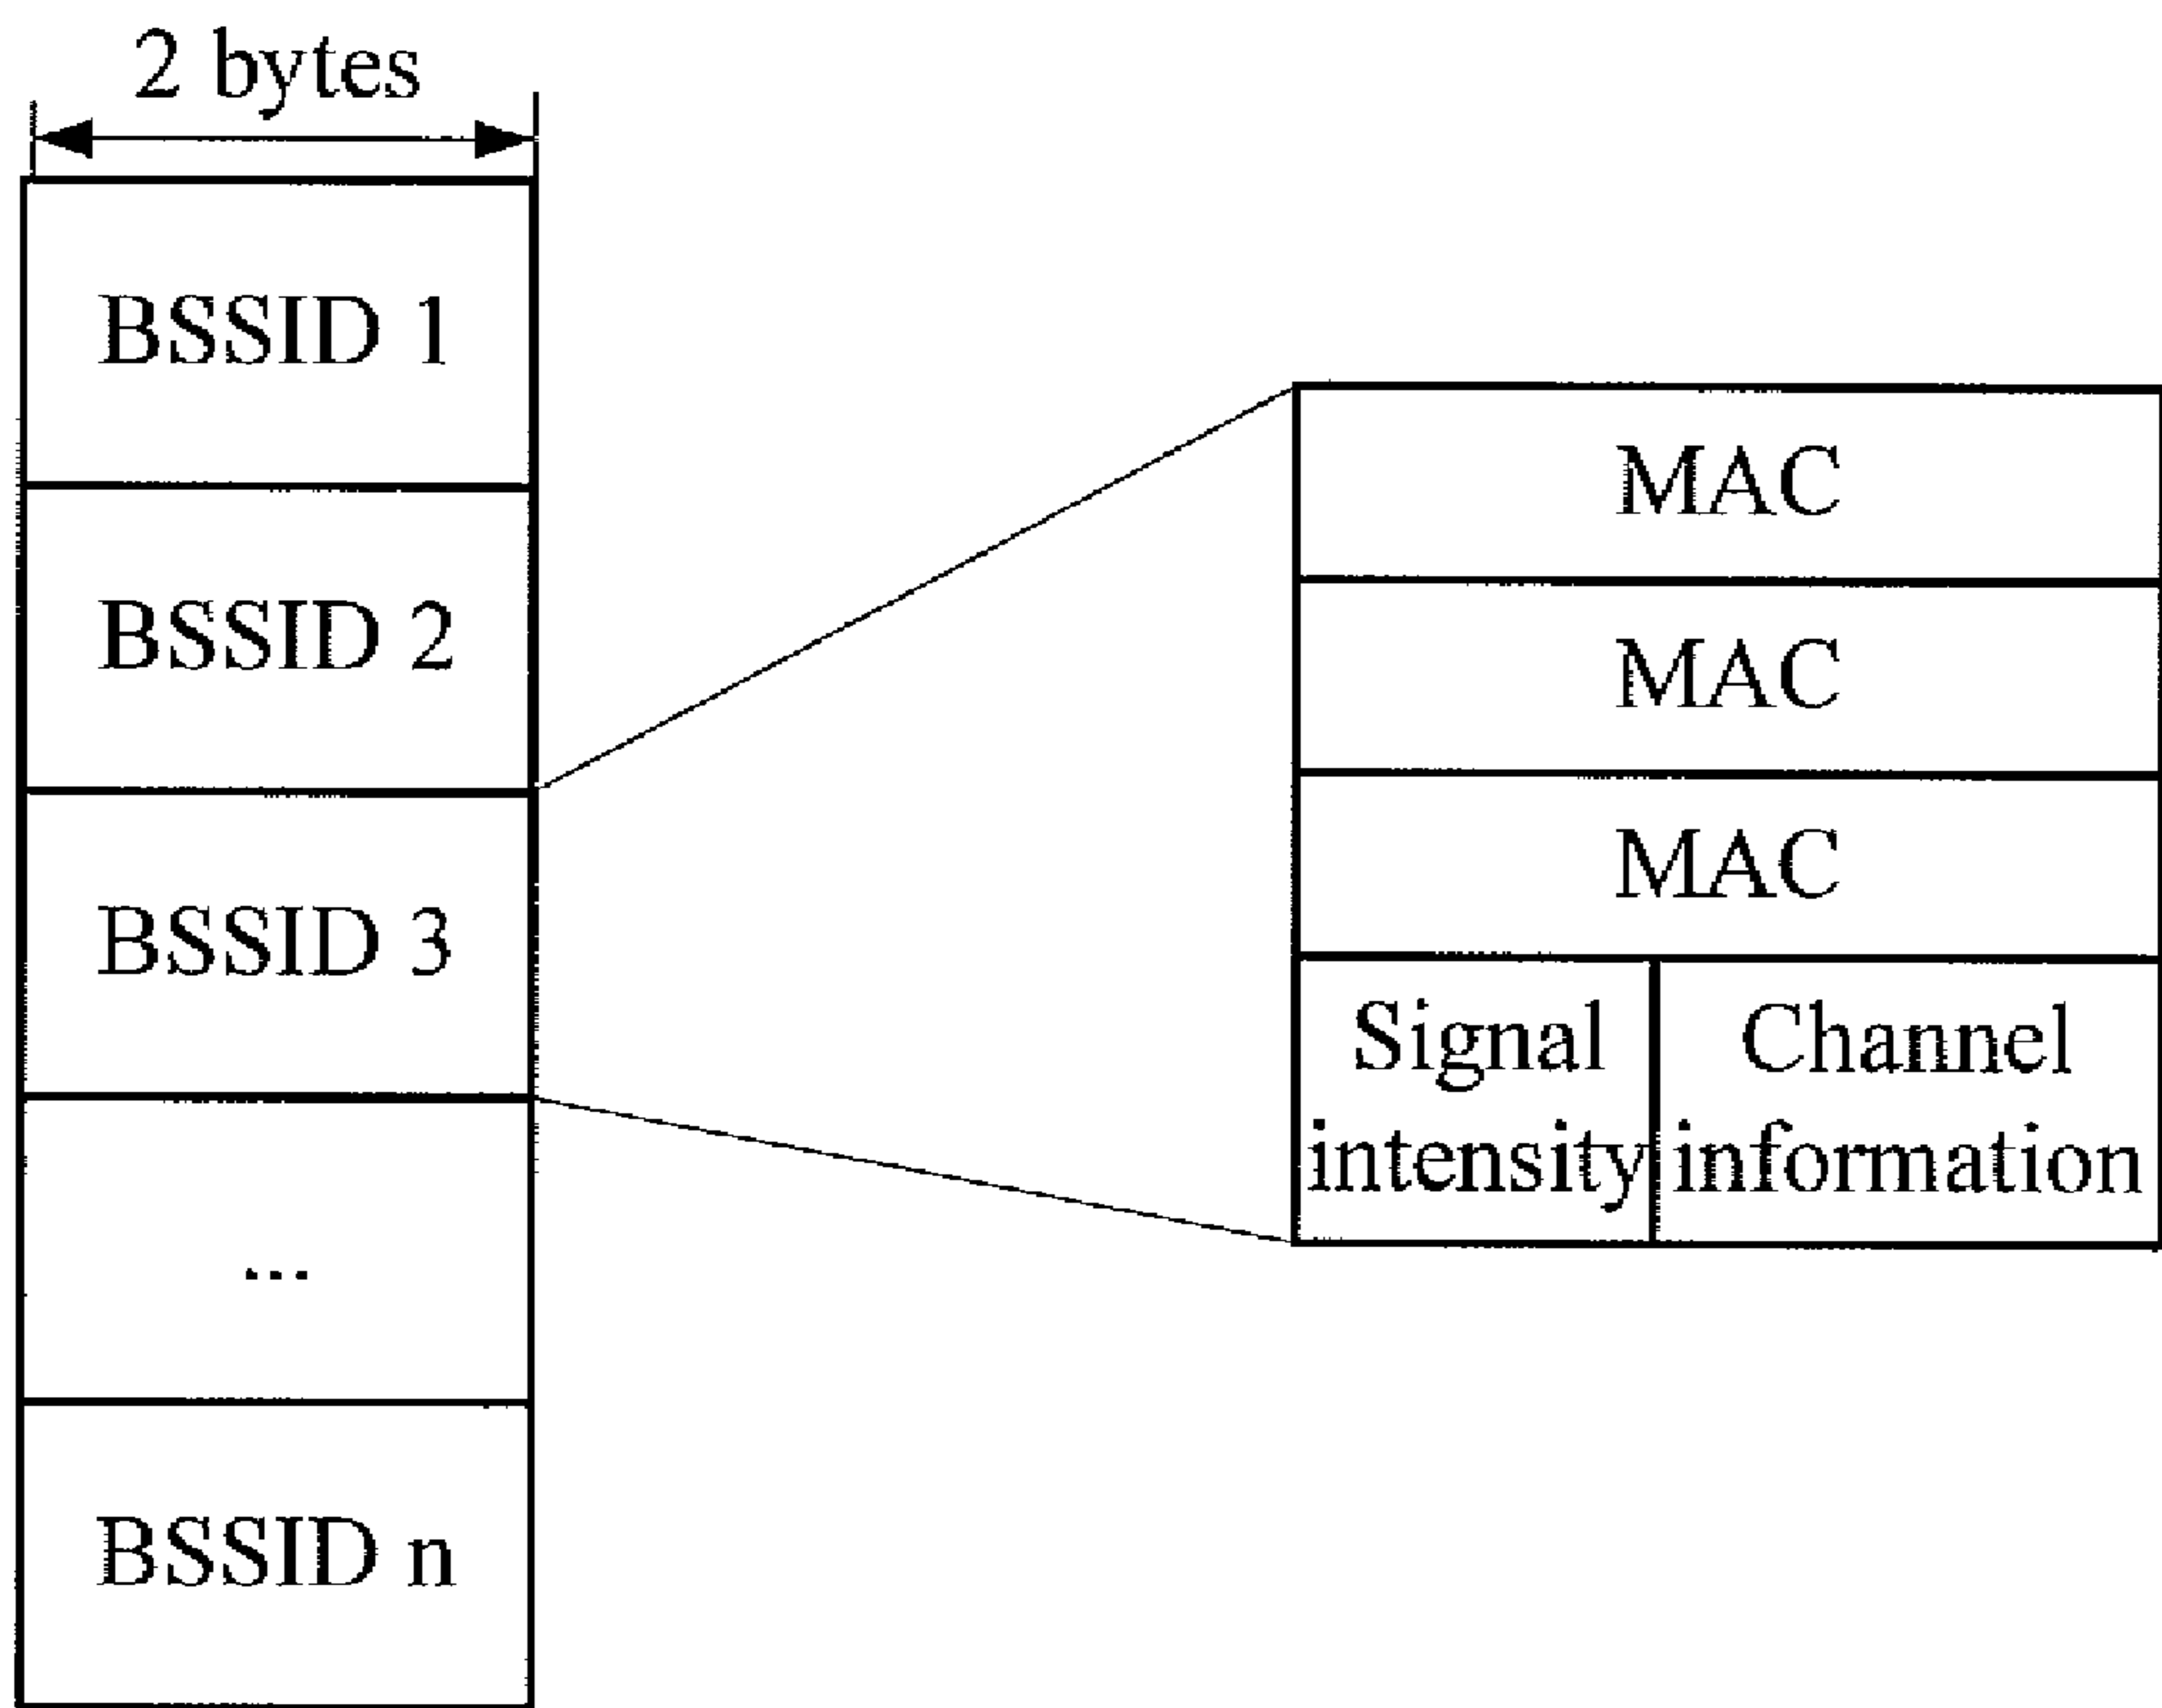 2 bytes
BSSID 1
BSSID 2
BSSID 3
...
BSSID n
MAC
MAC
MAC
Signal
intensity
Channel
information